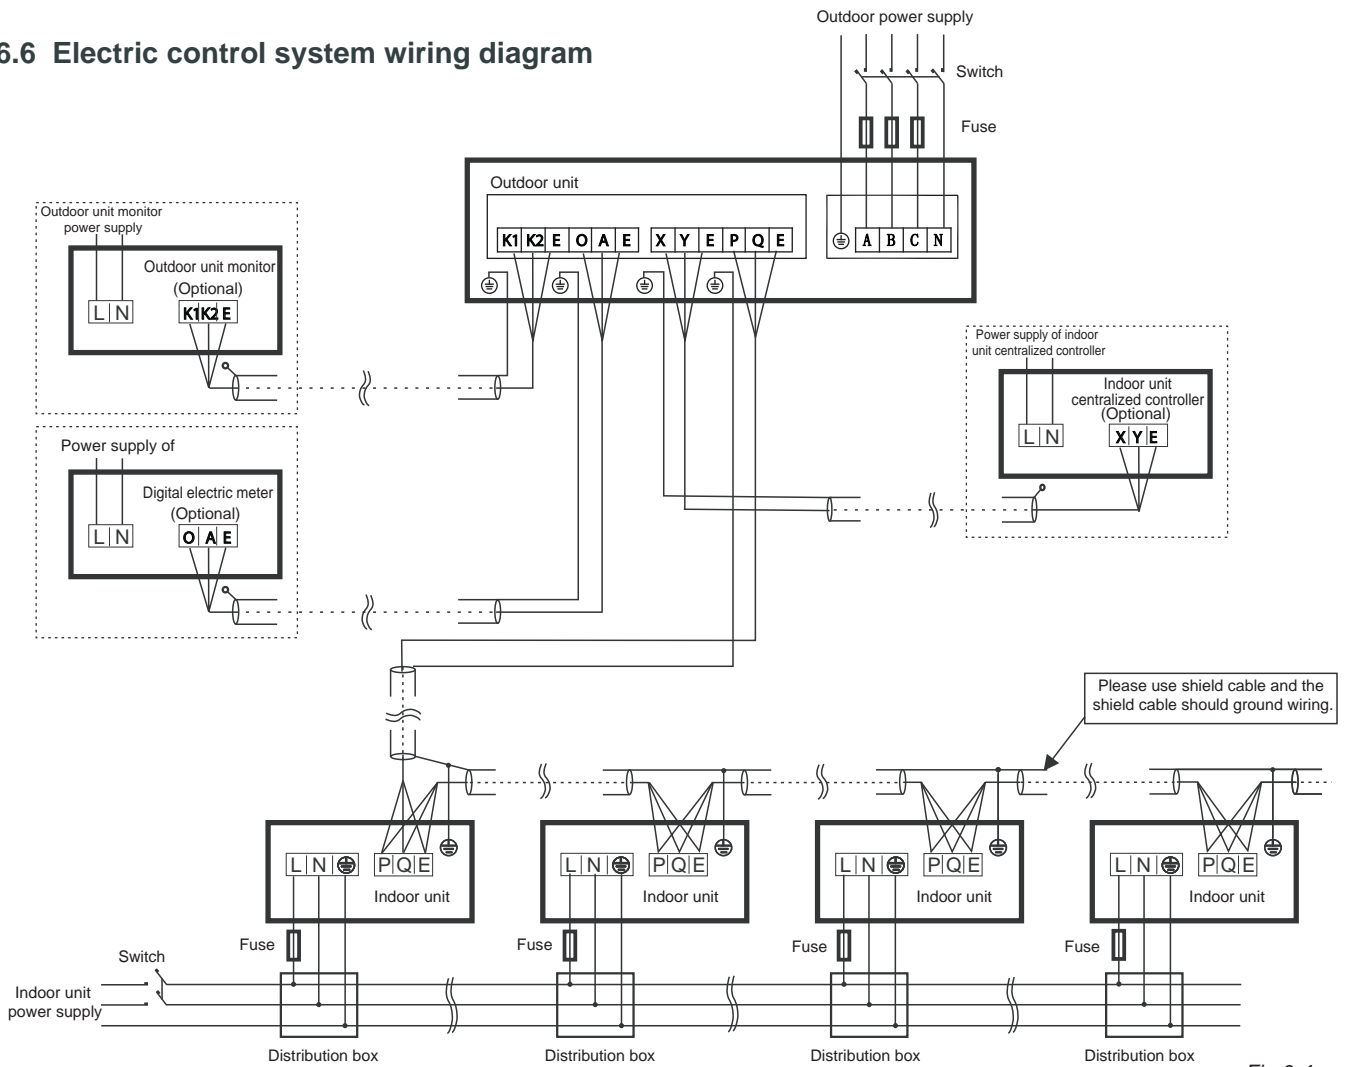 Outdoor power supply
6.6 Electric control system wiring diagram
Switch
Fuse
Outdoor unit
K1 K2 E O A E X Y E P Q E
A B C N
Outdoor unit monitor
power supply
Outdoor unit monitor
(Optional)
L N
K1 K2 E
Power supply of indoor
unit centralized controller
Indoor unit
centralized controller
(Optional)
L N
X Y E
Power supply of
Digital electric meter
(Optional)
L N
O A E
Please use shield cable and the
shield cable should ground wiring.
L N
P Q E
Indoor unit
L N
P Q E
Indoor unit
L N
P Q E
Indoor unit
L N
P Q E
Indoor unit
Fuse
Fuse
Fuse
Fuse
Switch
Indoor unit
power supply
Distribution box
Distribution box
Distribution box
Distribution box